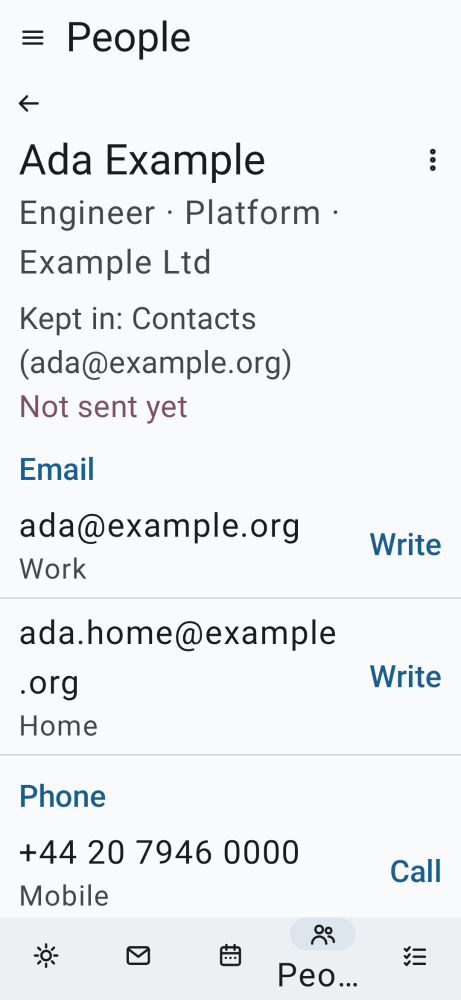 People
Ada Example
Engineer · Platform ·
Example Ltd
Kept in: Contacts
(ada@example.org)
Not sent yet
Email
ada@example.org
Write
Work
ada.home@example
.org
Write
Home
Phone
+44 20 7946 0000
Call
Mobile
Peo…